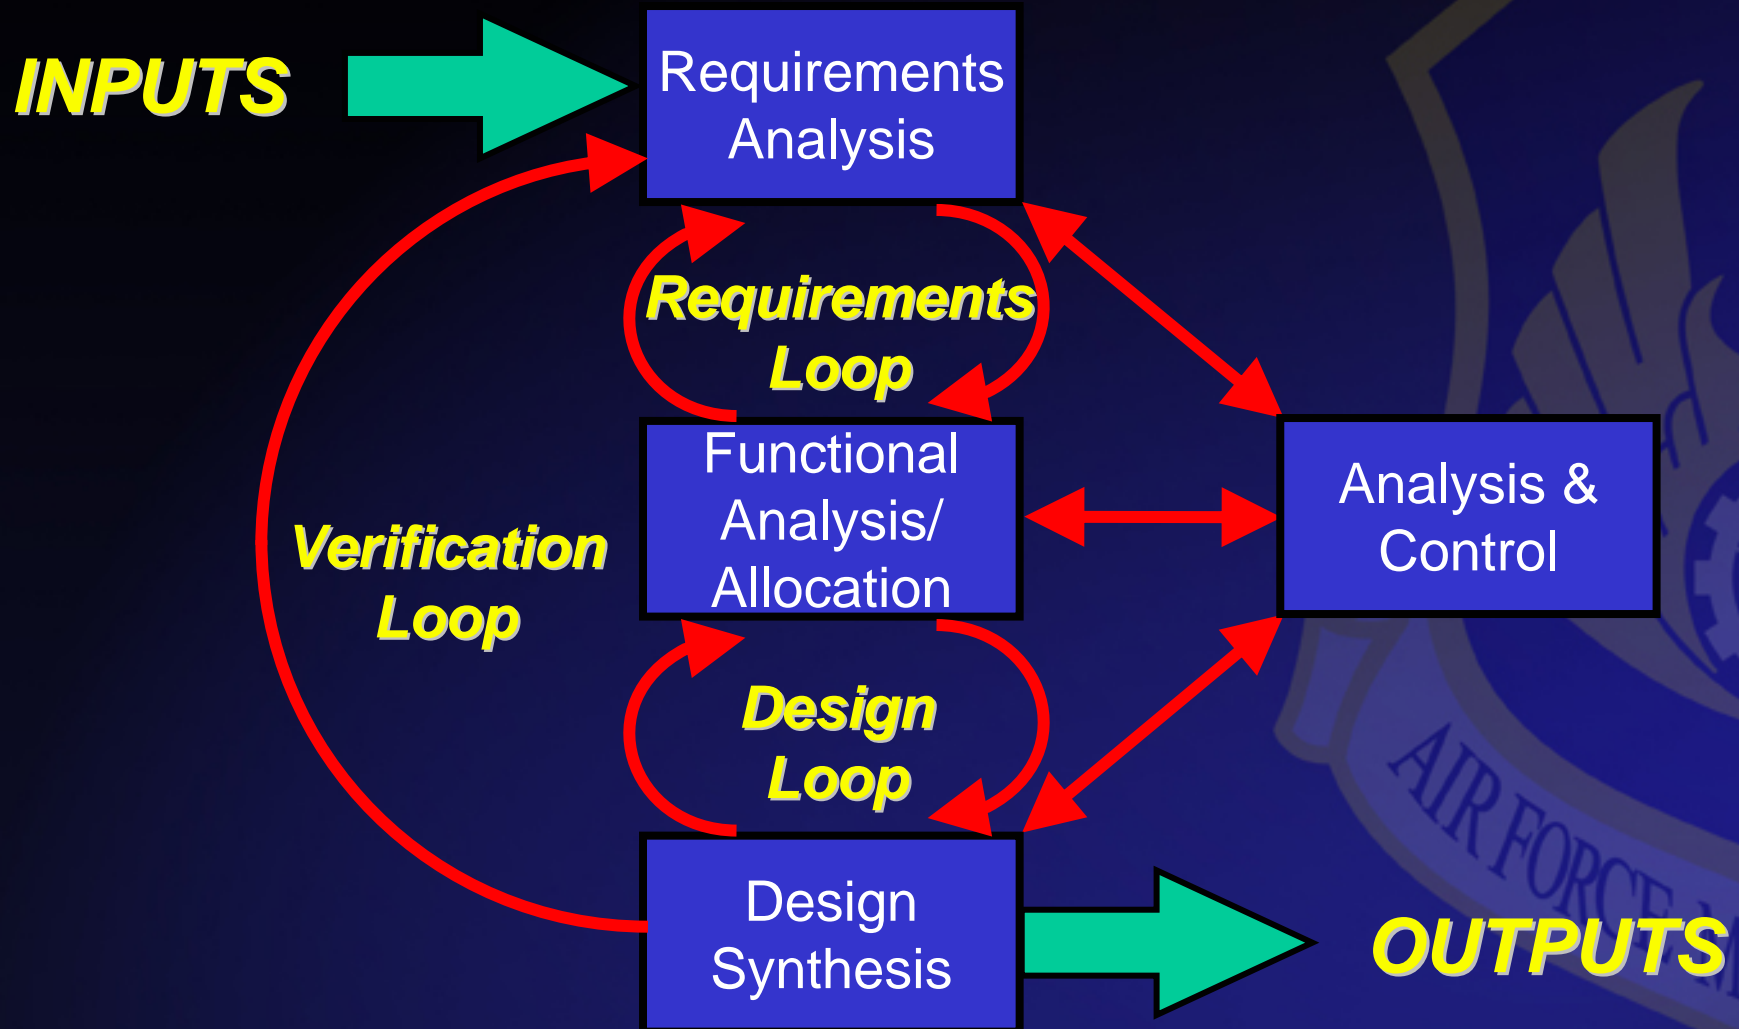 INPUTS
Requirements
Analysis
Requirements
Loop
Functional
Analysis/
Allocation
Analysis &
Control
Verification
Loop
Design
Loop
Design
Synthesis
OUTPUTS
AIR FORCE